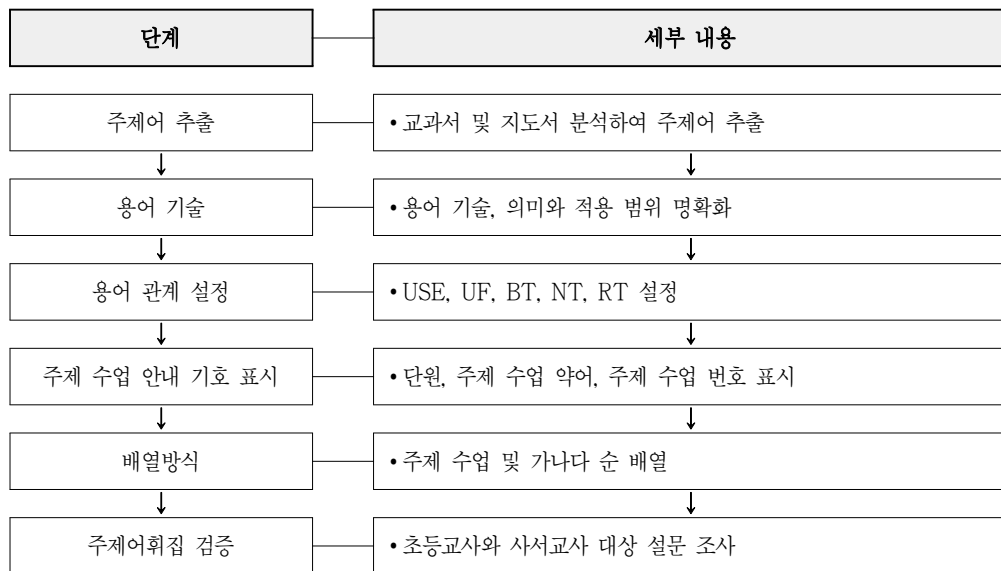 단계
세부 내용
주제어 추출
• 교과서 및 지도서 분석하여 주제어 추출
용어 기술
• 용어 기술, 의미와 적용 범위 명확화
용어 관계 설정
• USE, UF, BT, NT, RT 설정
주제 수업 안내 기호 표시
• 단원, 주제 수업 약어, 주제 수업 번호 표시
배열방식
• 주제 수업 및 가나다 순 배열
주제어휘집 검증
• 초등교사와 사서교사 대상 설문 조사